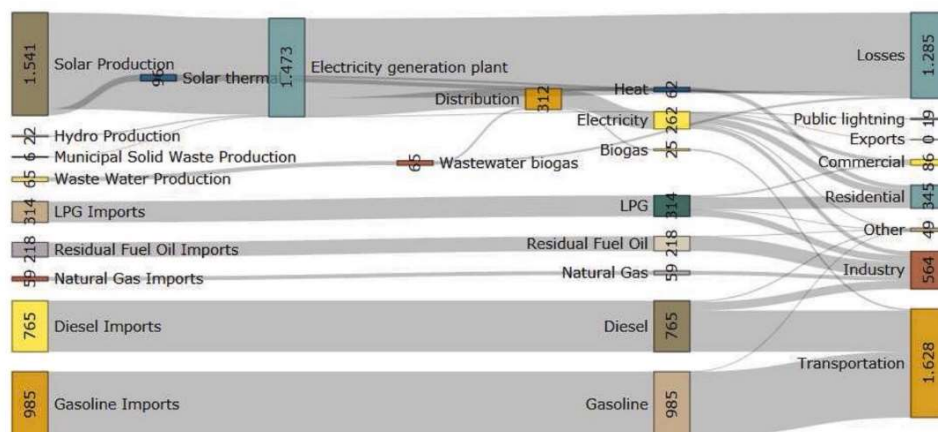 1.541
Solar Production
96
Solar thermal
1.473
Electricity generation plant
Losses
1.285
Heat
62
Distribution
312
Electricity
262
Public lightning
19
22
Hydro Production
Exports
0
6
Municipal Solid Waste Production
Biogas
25
Commercial
86
65
Waste Water Production
65
Wastewater biogas
Residential
345
314
LPG Imports
LPG
314
Other
49
218
Residual Fuel Oil Imports
Residual Fuel Oil
218
Industry
564
59
Natural Gas Imports
Natural Gas
59
765
Diesel Imports
Diesel
765
Transportation
1.628
985
Gasoline Imports
Gasoline
985